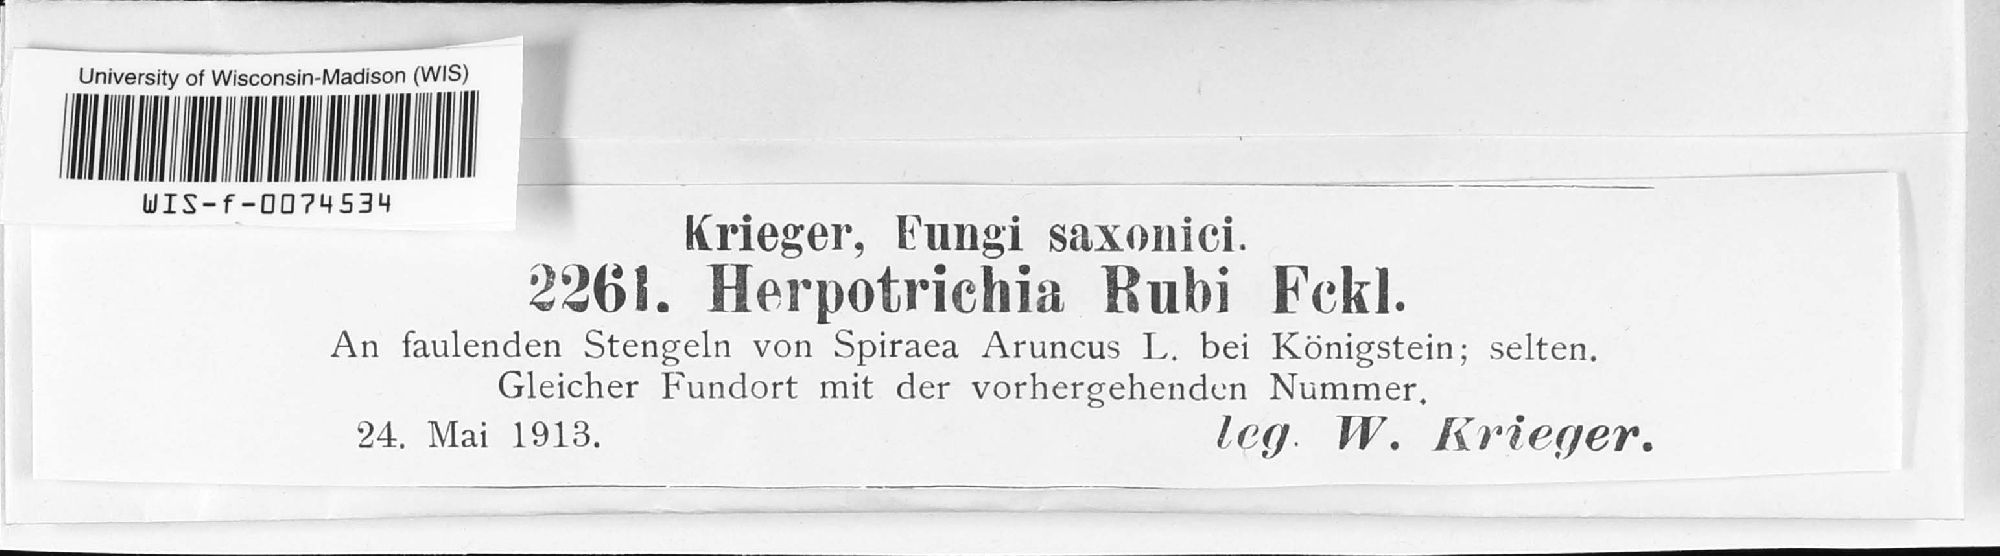 University of Wisconsin-Madison (WIS)
WIS-f-0074534
Krieger, Fungi saxonici.
2261. Herpotrichia Rubi Fckl.
An faulenden Stengeln von Spiraea Aruncus L. bei Königstein; selten.
Gleicher Fundort mit der vorhergehenden Nummer.
24. Mai 1913.
leg. W. Krieger.